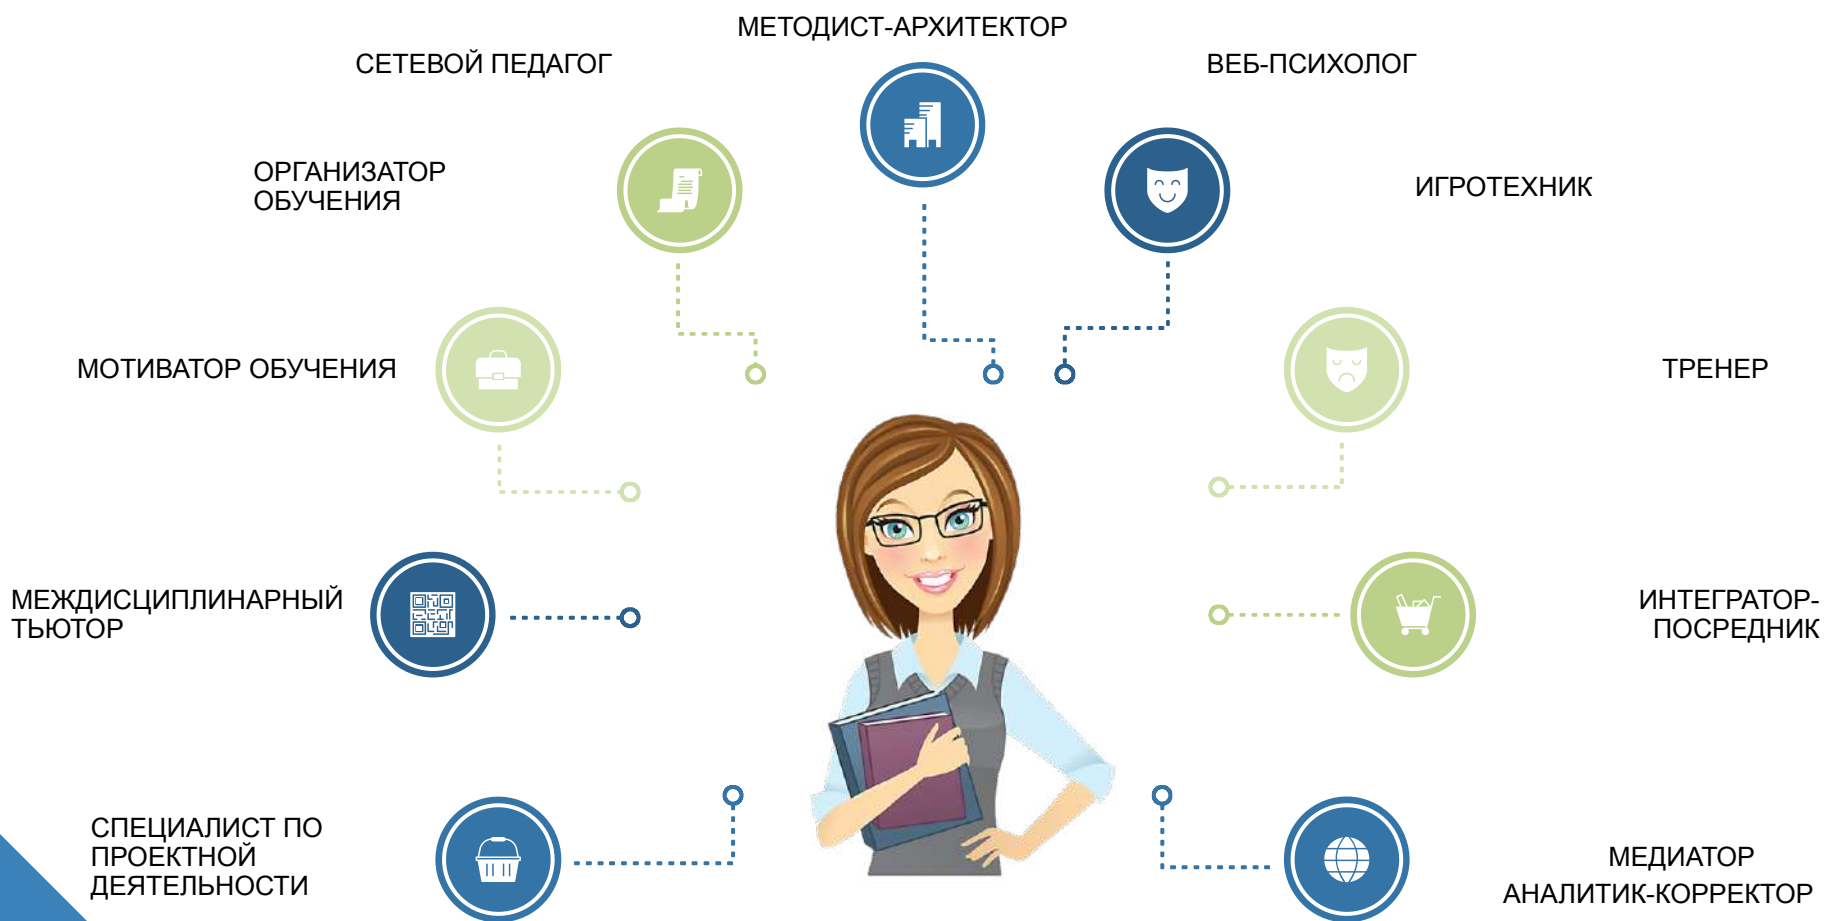 МЕТОДИСТ-АРХИТЕКТОР
СЕТЕВОЙ ПЕДАГОГ
ВЕБ-ПСИХОЛОГ
ОРГАНИЗАТОР
ОБУЧЕНИЯ
ИГРОТЕХНИК
МОТИВАТОР ОБУЧЕНИЯ
ТРЕНЕР
МЕЖДИСЦИПЛИНАРНЫЙ
ТЬЮТОР
ИНТЕГРАТОР-
ПОСРЕДНИК
СПЕЦИАЛИСТ ПО
ПРОЕКТНОЙ
ДЕЯТЕЛЬНОСТИ
МЕДИАТОР
АНАЛИТИК-КОРРЕКТОР